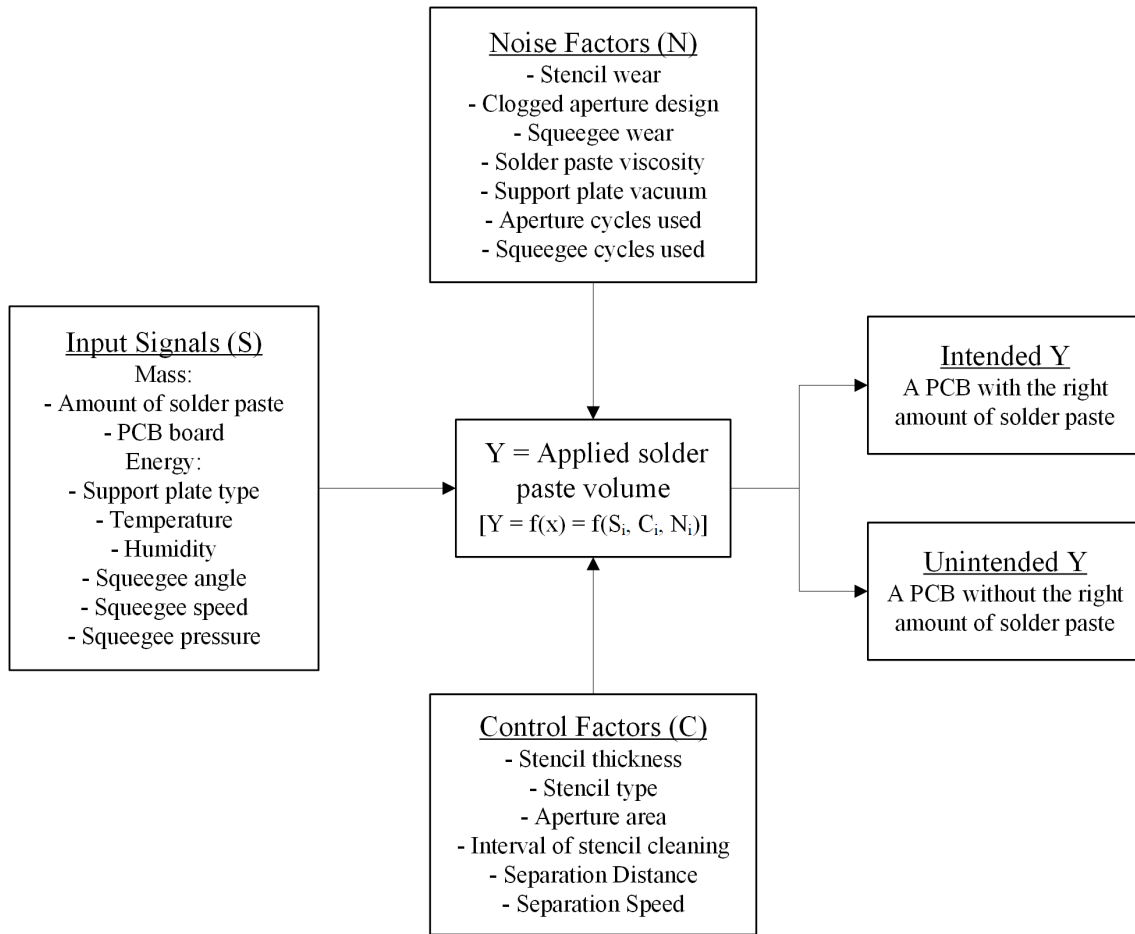 Noise Factors (N)
- Stencil wear
- Clogged aperture design
- Squeegee wear
- Solder paste viscosity
- Support plate vacuum
- Aperture cycles used
- Squeegee cycles used
Input Signals (S)
Mass:
- Amount of solder paste
- PCB board
Energy:
- Support plate type
- Temperature
- Humidity
- Squeegee angle
- Squeegee speed
- Squeegee pressure
Y = Applied solder
paste volume
[Y = f(x) = f(Si, Ci, Ni)]
Intended Y
A PCB with the right
amount of solder paste
Unintended Y
A PCB without the right
amount of solder paste
Control Factors (C)
- Stencil thickness
- Stencil type
- Aperture area
- Interval of stencil cleaning
- Separation Distance
- Separation Speed